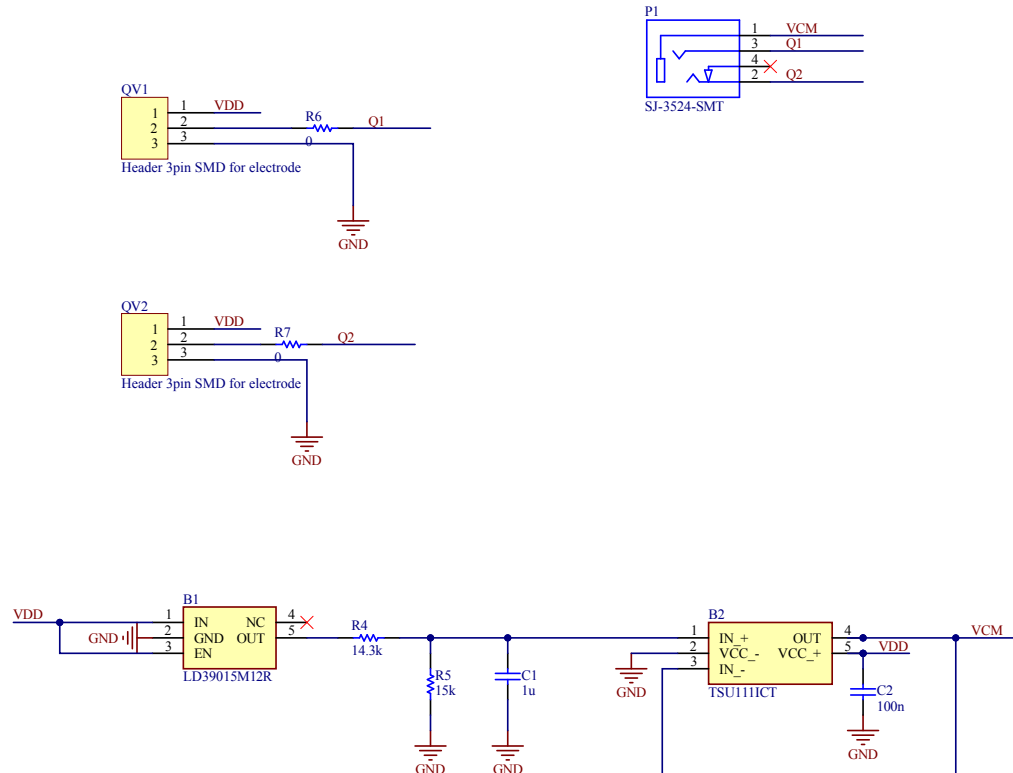 P1
1 VCM
3 Q1
4
2 Q2
SJ-3524-SMT
QV1
1 1 VDD
2 2 R6 Q1
3 3 0
Header 3pin SMD for electrode
GND
QV2
1 1 VDD
2 2 R7 Q2
3 3 0
Header 3pin SMD for electrode
GND
B1
VDD 1 IN NC 4
GND 2 GND OUT 5
3 EN
LD39015M12R
R4
14.3k
R5
15k
GND
C1
1u
GND
B2
1 IN_+ OUT 4 VCM
2 VCC_- VCC_+ 5 VDD
3 IN_-
TSU111ICT
GND
C2
100n
GND